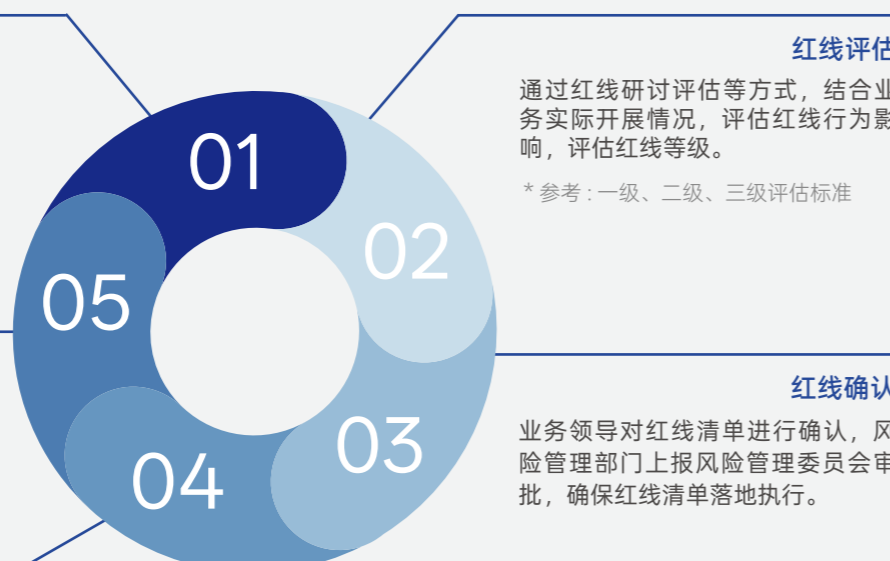 01
02
03
04
05
红线评估
通过红线研讨评估等方式，结合业
务实际开展情况，评估红线行为影
响，评估红线等级。
*参考:一级、二级、三级评估标准
红线确认
业务领导对红线清单进行确认，风
险管理部门上报风险管理委员会审
批，确保红线清单落地执行。